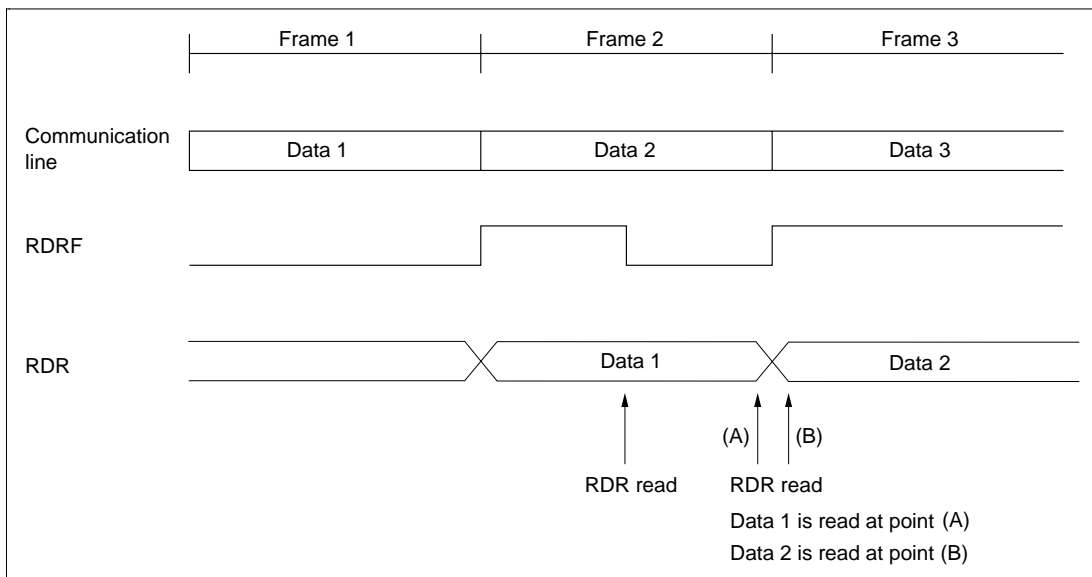 Frame 1 Frame 2 Frame 3
Communication
line
Data 1 Data 2 Data 3
RDRF
RDR
Data 1 Data 2
(A) (B)
RDR read RDR read
Data 1 is read at point (A)
Data 2 is read at point (B)